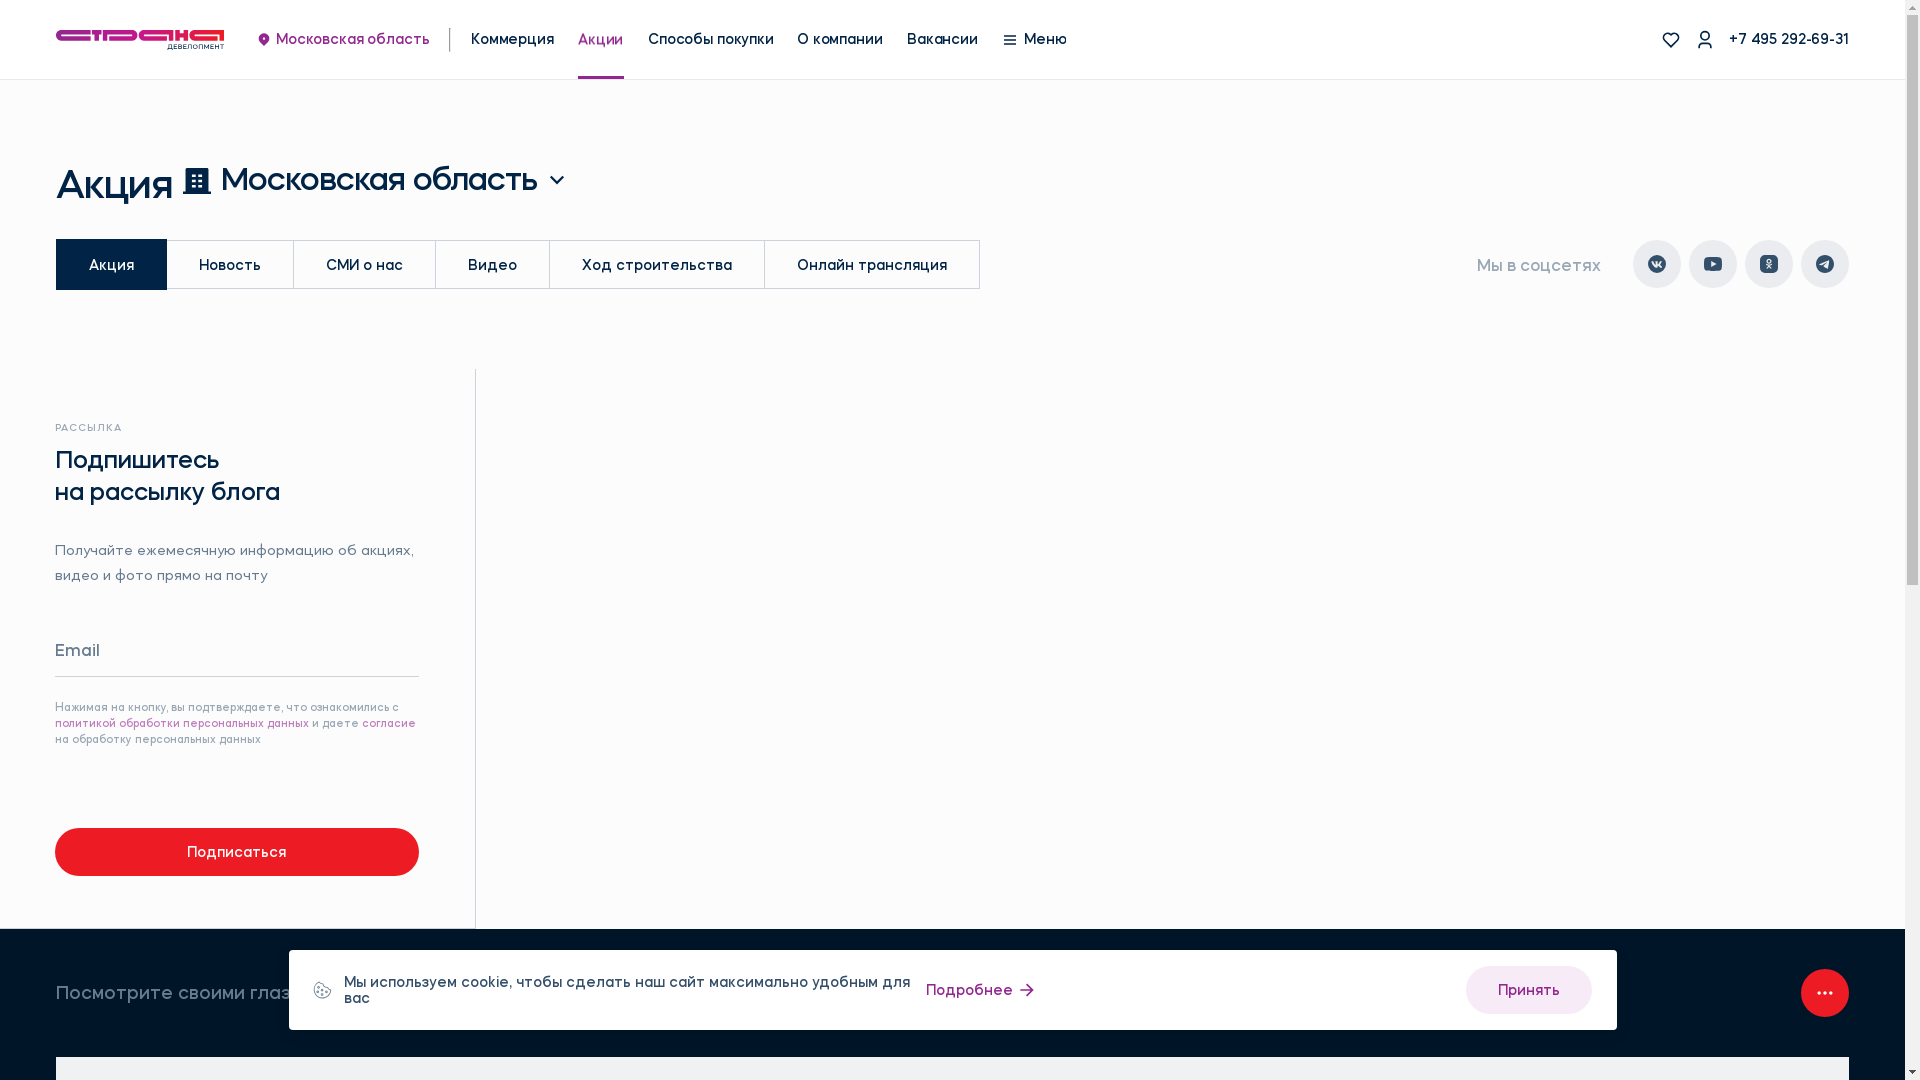 страна
ДЕВЕЛОПМЕНТ
Московская область
Коммерция
Акции
Способы покупки
О компании
Вакансии
Меню
+7 495 292-69-31
Акция
Московская область
Акция
Новость
СМИ о нас
Видео
Ход строительства
Онлайн трансляция
Мы в соцсетях
РАССЫЛКА
Подпишитесь
на рассылку блога
Получайте ежемесячную информацию об акциях,
видео и фото прямо на почту
Email
Нажимая на кнопку, вы подтверждаете, что ознакомились с
политикой обработки персональных данных и даете согласие
на обработку персональных данных
Подписаться
Посмотрите своими глаз
Мы используем cookie, чтобы сделать наш сайт максимально удобным для
вас
Подробнее
Принять